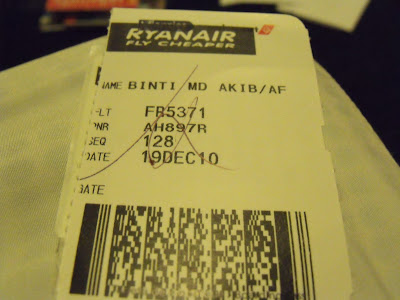 RYANAIR
FLY CHEAPER
NAME BINTI MD AKIB/AF
FLT FR5371
PNR AH897R
SEQ 128
DATE 19DEC10
GATE